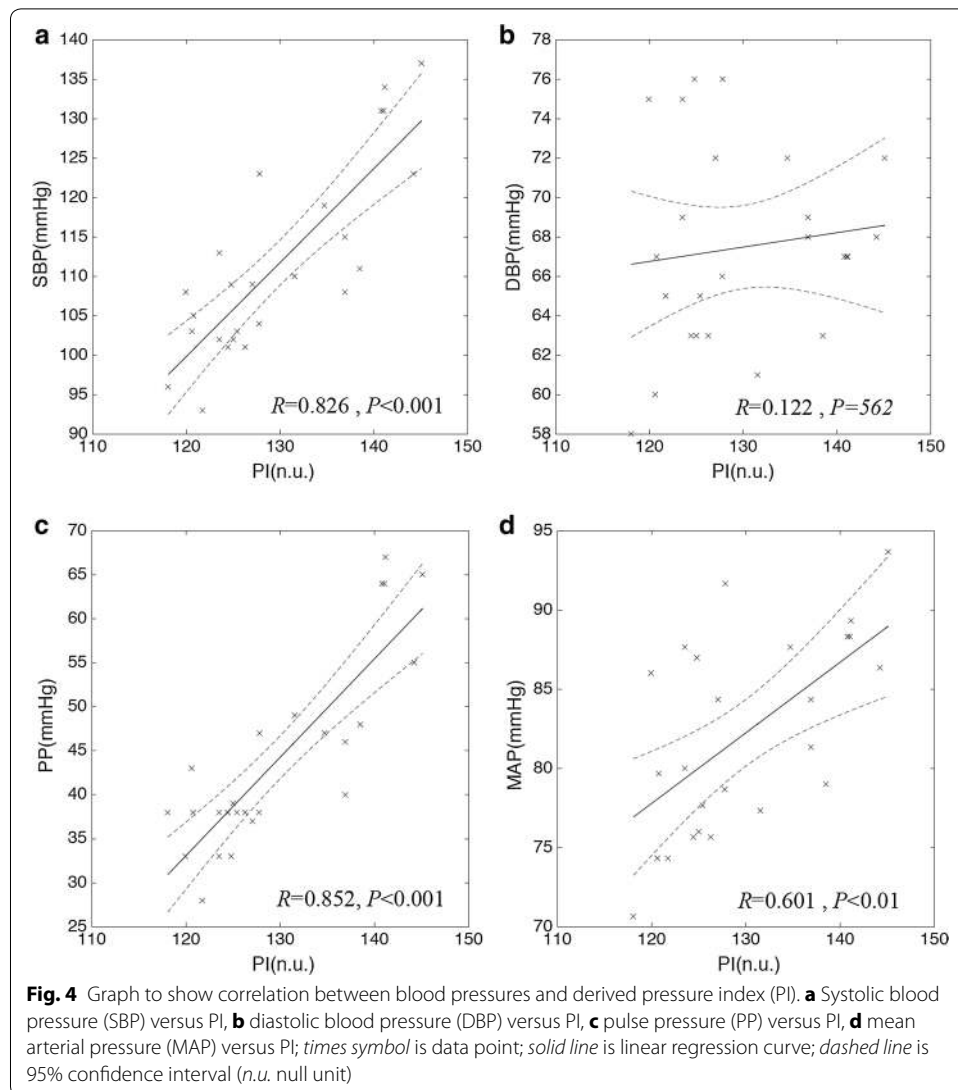 a
140
135
130
125
120
115
110
105
100
95
90
110 120 130 140 150
SBP(mmHg)
PI(n.u.)
R=0.826 , P<0.001
b
78
76
74
72
70
68
66
64
62
60
58
110 120 130 140 150
DBP(mmHg)
PI(n.u.)
R=0.122 , P=562
c
70
65
60
55
50
45
40
35
30
25
110 120 130 140 150
PP(mmHg)
PI(n.u.)
R=0.852, P<0.001
d
95
90
85
80
75
70
110 120 130 140 150
MAP(mmHg)
PI(n.u.)
R=0.601 , P<0.01
Fig. 4 Graph to show correlation between blood pressures and derived pressure index (PI). a Systolic blood
pressure (SBP) versus PI, b diastolic blood pressure (DBP) versus PI, c pulse pressure (PP) versus PI, d mean
arterial pressure (MAP) versus PI; times symbol is data point; solid line is linear regression curve; dashed line is
95% confidence interval (n.u. null unit)